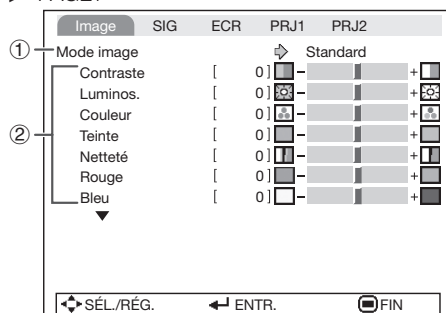 Image SIG ECR PRJ1 PRJ2
① Mode image Standard
② Contraste [ 0 ] – +
Luminos. [ 0 ] – +
Couleur [ 0 ] – +
Teinte [ 0 ] – +
Netteté [ 0 ] – +
Rouge [ 0 ] – +
Bleu [ 0 ] – +
SÉL./RÉG. ENTR. FIN